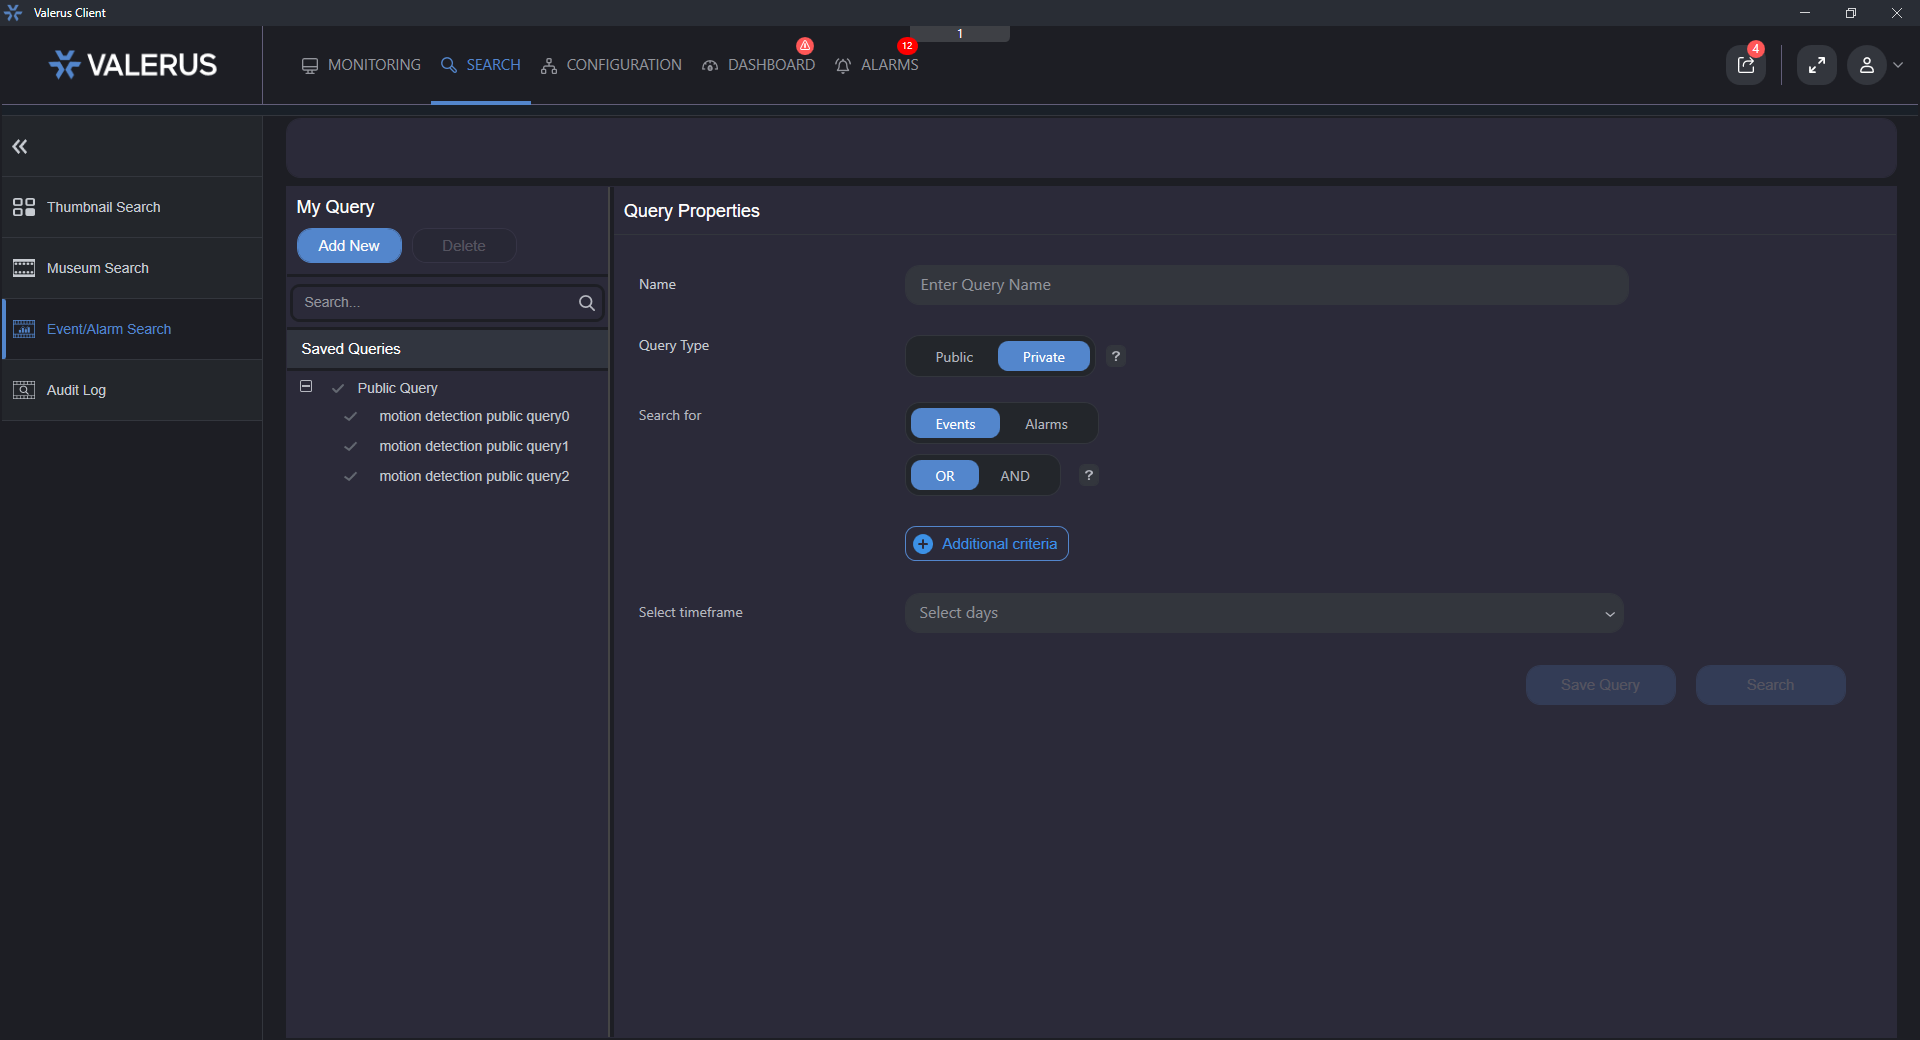 Valerus Client
1
VALERUS
MONITORING
SEARCH
CONFIGURATION
DASHBOARD
12
ALARMS
4
Thumbnail Search
Museum Search
Event/Alarm Search
Audit Log
My Query
Add New
Delete
Search...
Saved Queries
Public Query
motion detection public query0
motion detection public query1
motion detection public query2
Query Properties
Name
Enter Query Name
Query Type
Public
Private
?
Search for
Events
Alarms
OR
AND
?
Additional criteria
Select timeframe
Select days
Save Query
Search